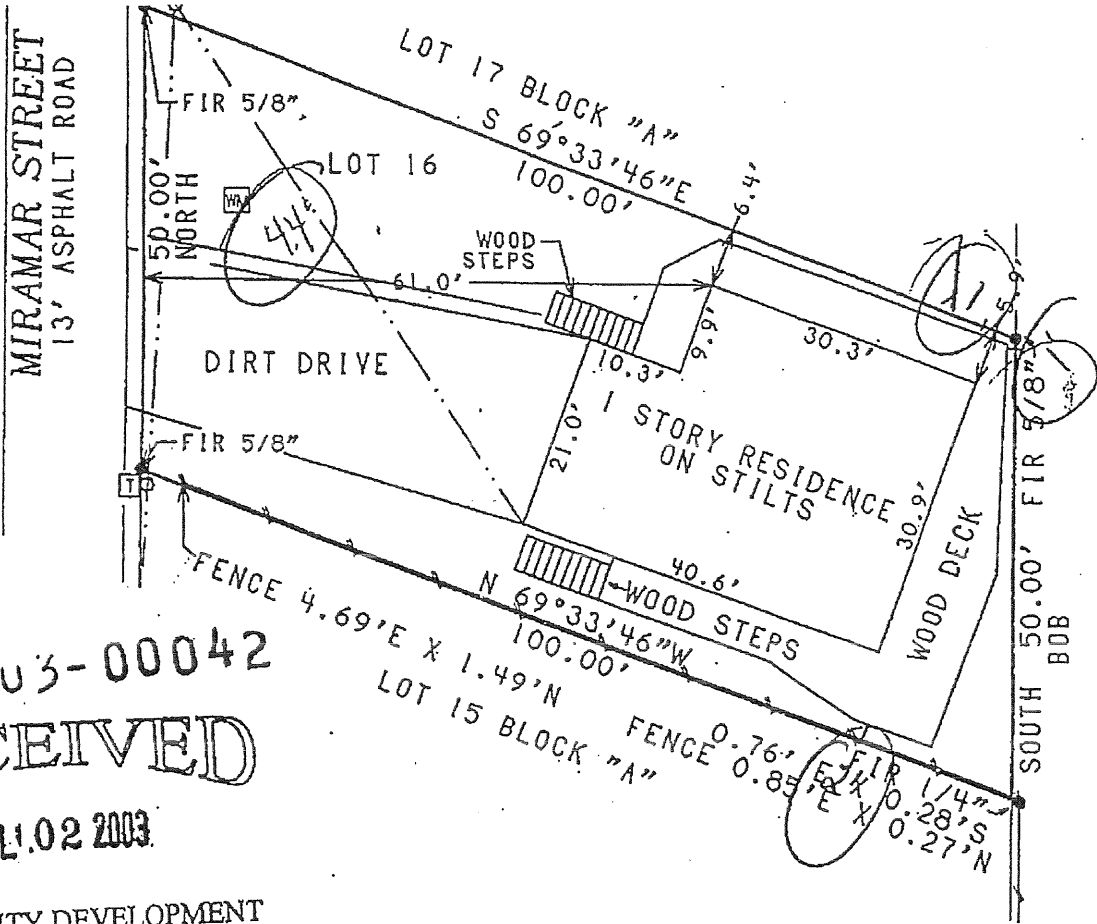 MIRAMAR STREET
13' ASPHALT ROAD
FIR 5/8",
LOT 17 BLOCK "A"
S 69°33'46"E
100.00'
LOT 16
WM
50.00'
NORTH
6.4'
WOOD
STEPS
61.0'
5.9'
9.9'
30.3'
10.3'
DIRT DRIVE
FIR 5/8"
FIR 5/8"
T
21.0'
1 STORY RESIDENCE
ON STILTS
30.9'
WOOD DECK
SOUTH 50.00'
BOB
40.6'
WOOD STEPS
N 69°33'46"W
100.00'
FENCE 4.69'E X 1.49'N
LOT 15 BLOCK "A"
FIR 1/4"
0.76' E X 0.28'S
FENCE 0.85'E X 0.27'N
03-00042
CEIVED
02 2003
ITY DEVELOPMENT